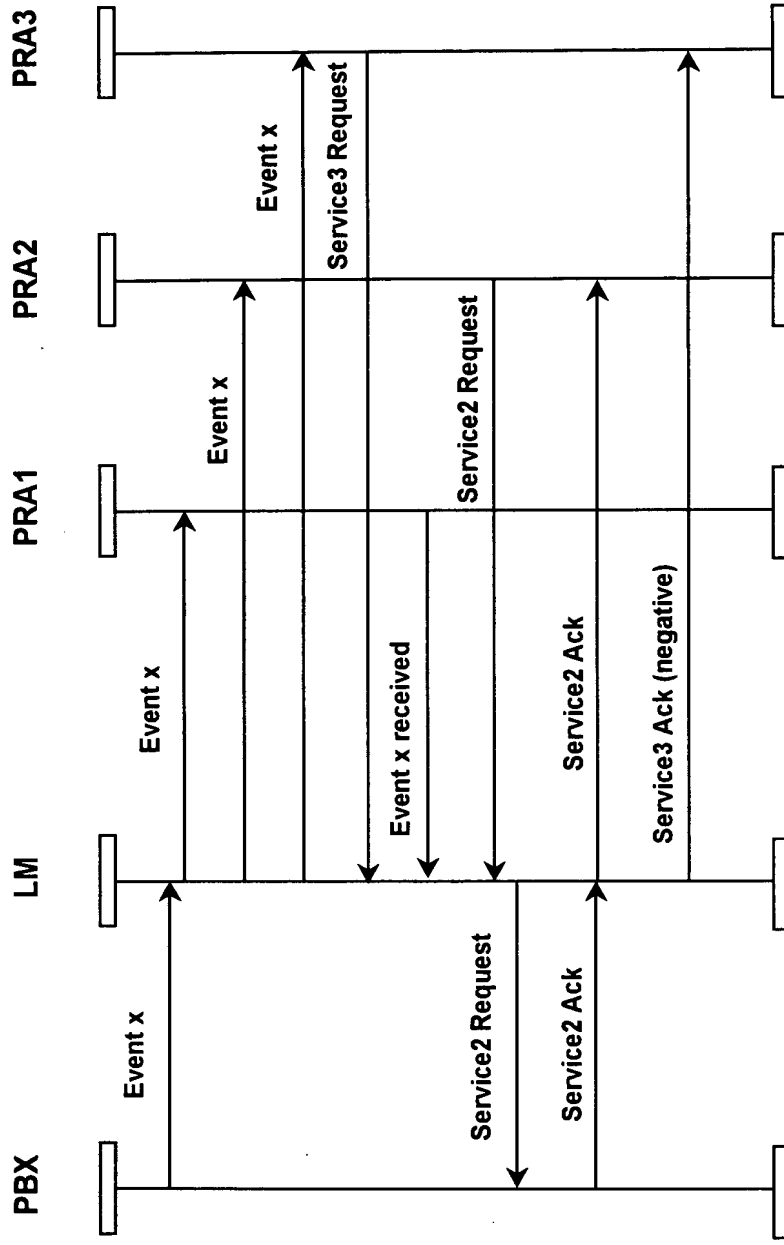 PBX
LM
PRA1
PRA2
PRA3
Event x
Event x
Event x
Event x
Service3 Request
Event x received
Service2 Request
Service2 Request
Service2 Ack
Service2 Ack
Service3 Ack (negative)